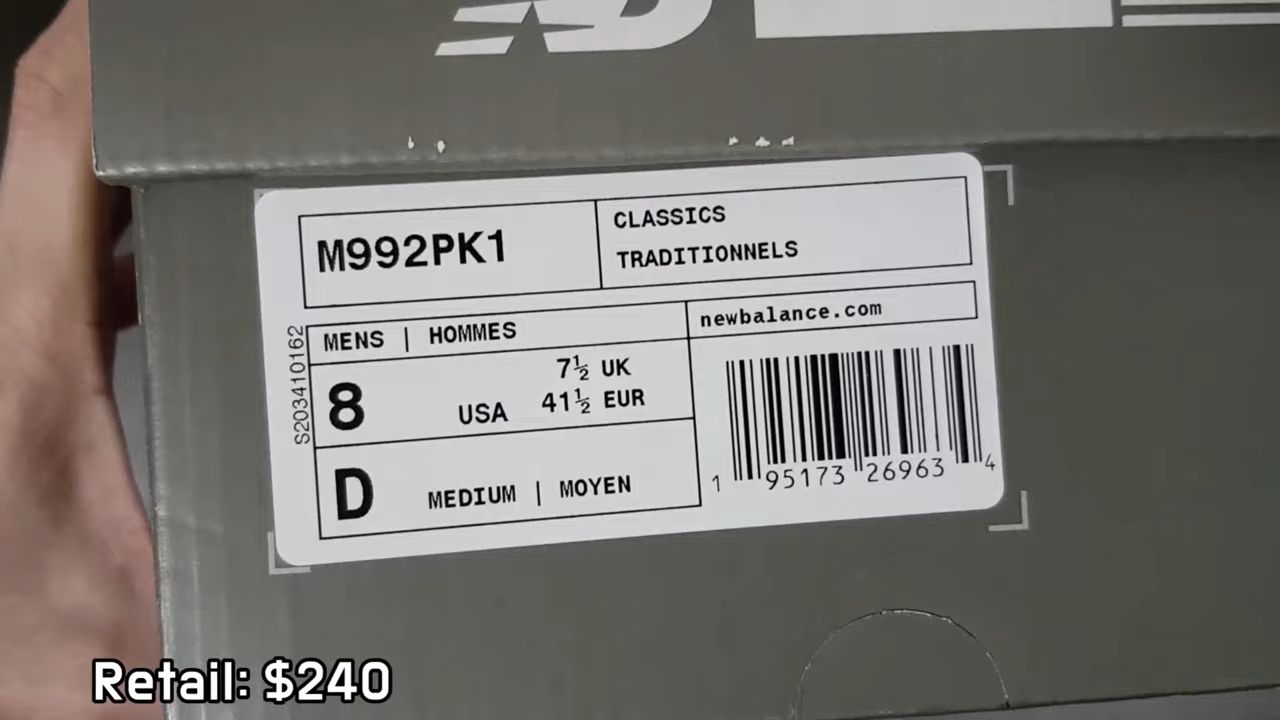 M992PK1
CLASSICS
TRADITIONNELS
MENS | HOMMES
newbalance.com
8 USA 7½ UK
41½ EUR
D MEDIUM | MOYEN
S203410162
1 95173 26963 4
Retail: $240